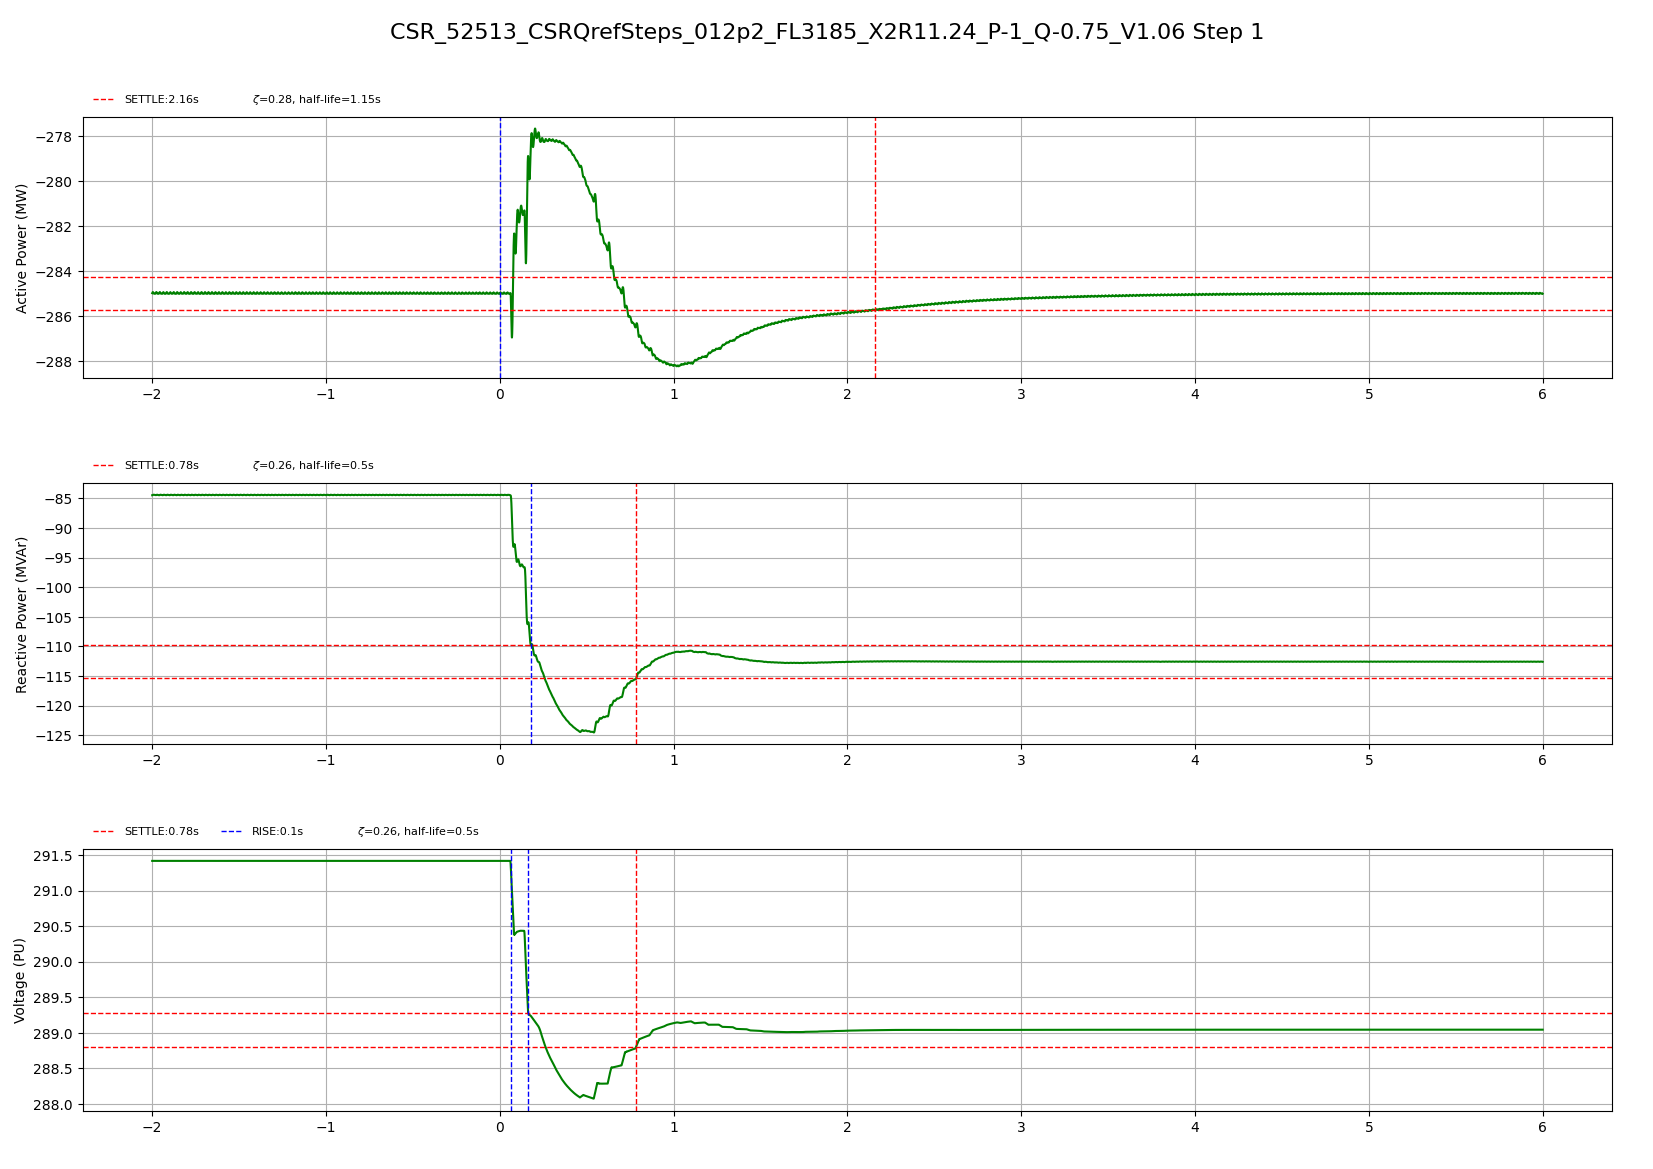 CSR_52513_CSRQrefSteps_012p2_FL3185_X2R11.24_P-1_Q-0.75_V1.06 Step 1
SETTLE:2.16s ζ=0.28, half-life=1.15s
Active Power (MW)
−278
−280
−282
−284
−286
−288
−2 −1 0 1 2 3 4 5 6
SETTLE:0.78s ζ=0.26, half-life=0.5s
Reactive Power (MVAr)
−85
−90
−95
−100
−105
−110
−115
−120
−125
−2 −1 0 1 2 3 4 5 6
SETTLE:0.78s RISE:0.1s ζ=0.26, half-life=0.5s
Voltage (PU)
291.5
291.0
290.5
290.0
289.5
289.0
288.5
288.0
−2 −1 0 1 2 3 4 5 6